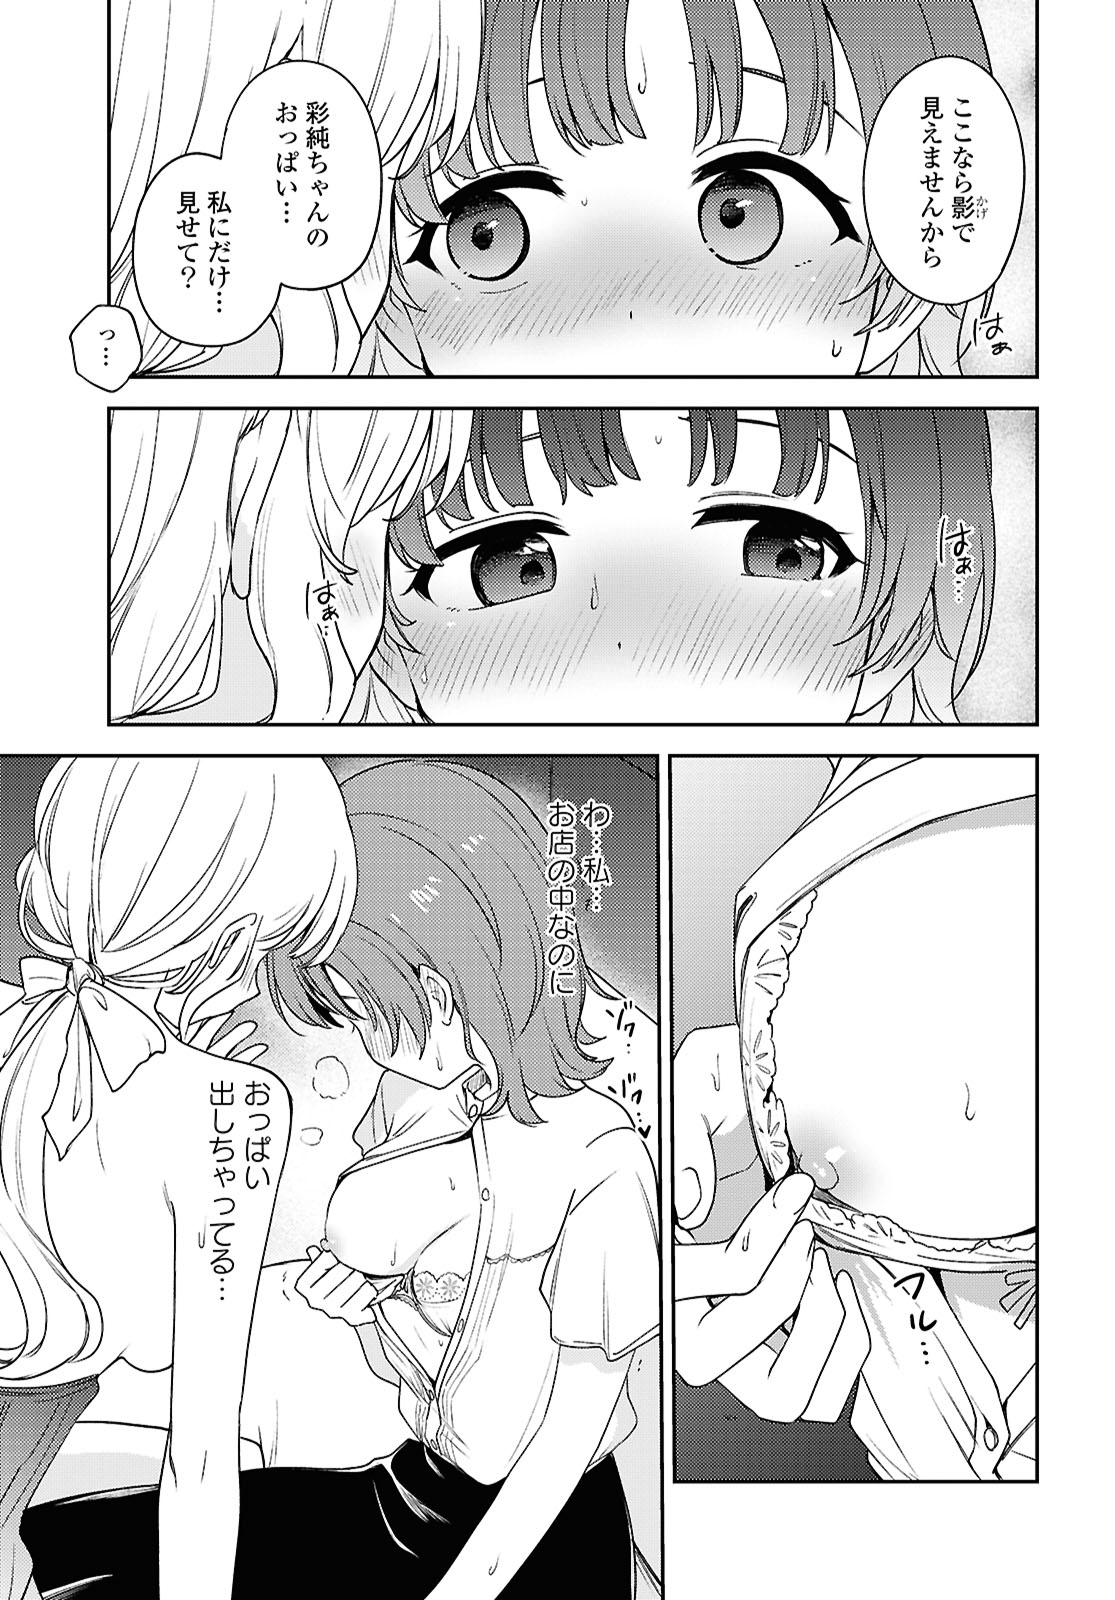 ここなら影で
かげ
見えませんから
はぁ
彩純ちゃんの
おっぱい…
私にだけ…
見せて？
っ…
はぁ…
はぁ…
フル…
わ…私…
お店の中なのに
ゾク
ゾク
おっぱい
出しちゃってる…